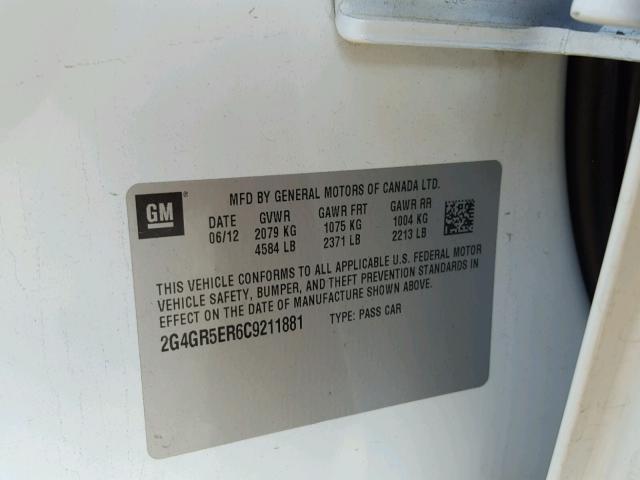 GM ®
MFD BY GENERAL MOTORS OF CANADA LTD.
DATE GVWR GAWR FRT GAWR RR
06/12 2079 KG 1075 KG 1004 KG
4584 LB 2371 LB 2213 LB
THIS VEHICLE CONFORMS TO ALL APPLICABLE U.S. FEDERAL MOTOR
VEHICLE SAFETY, BUMPER, AND THEFT PREVENTION STANDARDS IN
EFFECT ON THE DATE OF MANUFACTURE SHOWN ABOVE.
2G4GR5ER6C9211881 TYPE: PASS CAR